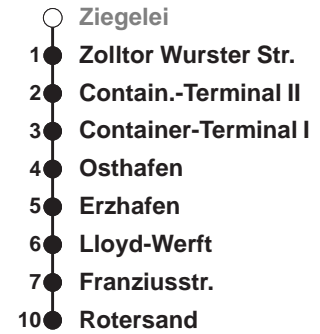 Ziegelei
1 Zolltor Wurster Str.
2 Contain.-Terminal II
3 Container-Terminal I
4 Osthafen
5 Erzhafen
6 Lloyd-Werft
7 Franziusstr.
10 Rotersand